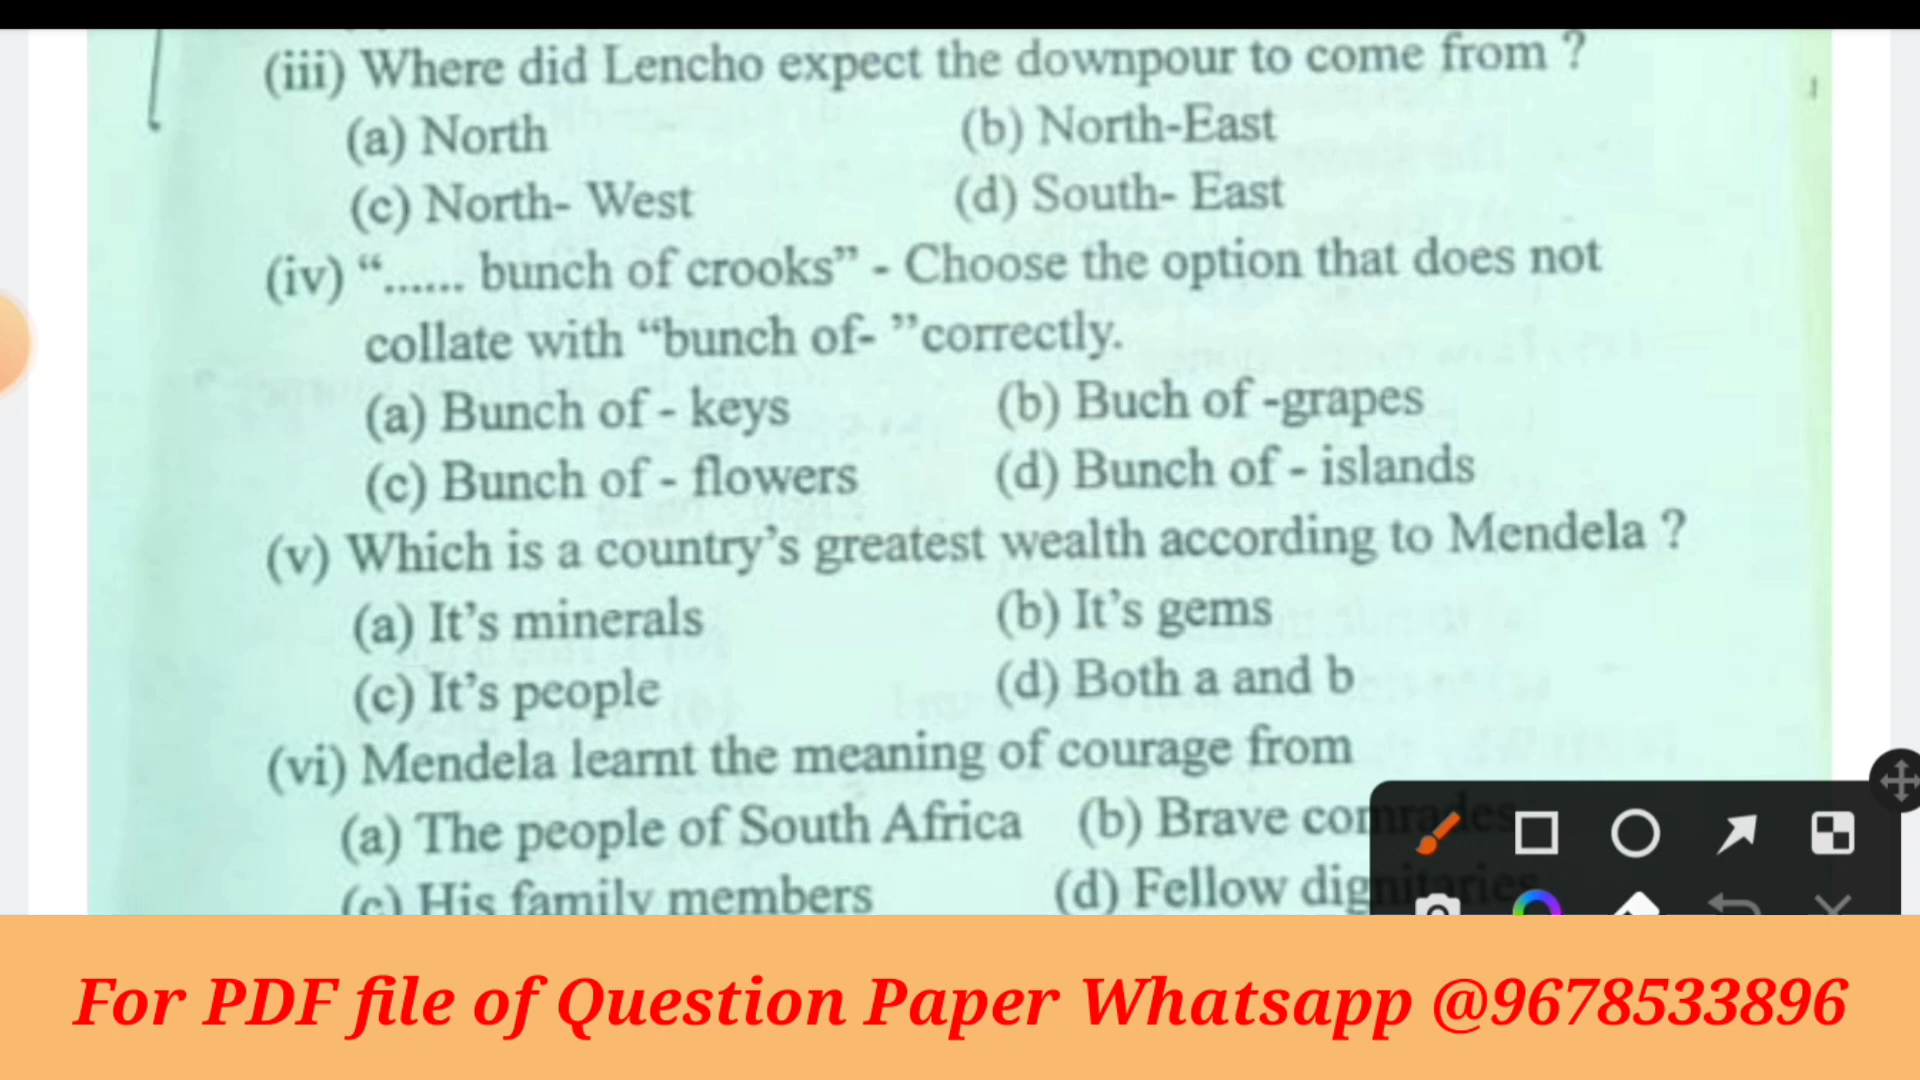 (iii) Where did Lencho expect the downpour to come from ?
1
(a) North (b) North-East
(c) North- West (d) South- East
(iv) “...... bunch of crooks” - Choose the option that does not
collate with “bunch of- ”correctly.
(a) Bunch of - keys (b) Buch of -grapes
(c) Bunch of - flowers (d) Bunch of - islands
(v) Which is a country’s greatest wealth according to Mendela ?
(a) It’s minerals (b) It’s gems
(c) It’s people (d) Both a and b
(vi) Mendela learnt the meaning of courage from
(a) The people of South Africa (b) Brave comrades
(c) His family members (d) Fellow dignitaries
For PDF file of Question Paper Whatsapp @9678533896